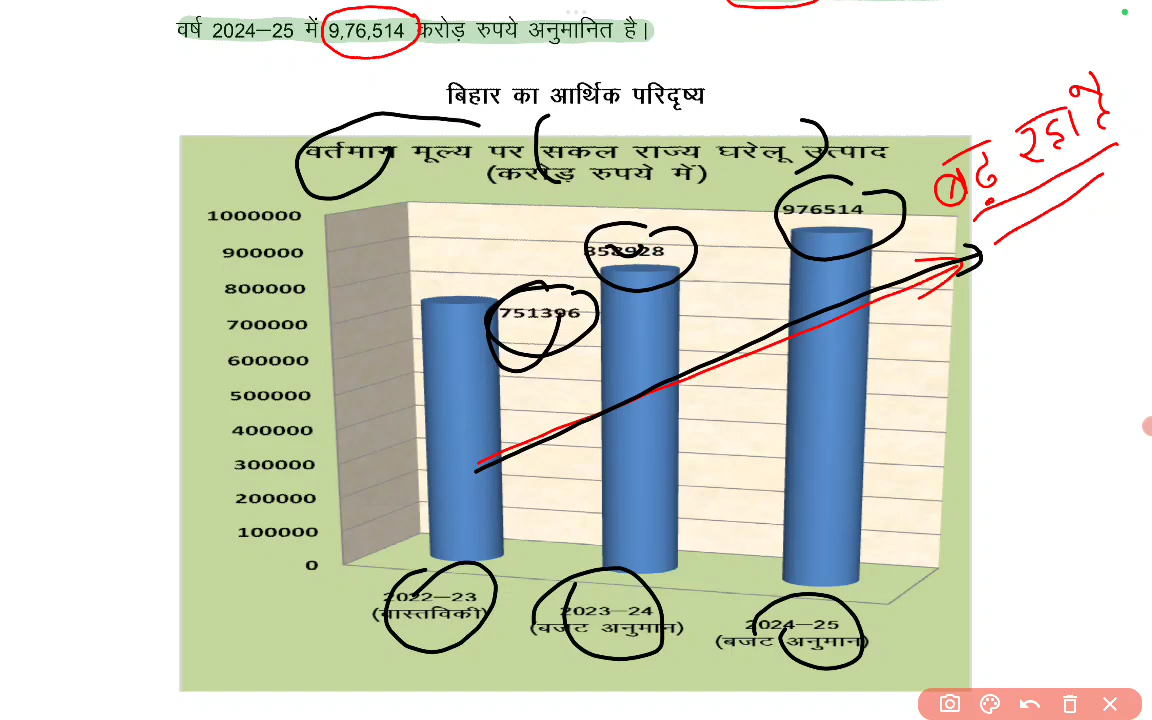 वर्ष 2024–25 में 9,76,514 करोड़ रुपये अनुमानित है।
बिहार का आर्थिक परिदृष्य
वर्तमान मूल्य पर सकल राज्य घरेलू उत्पाद
(करोड़ रुपये में)
बढ़ रहा है
1000000
900000
800000
700000
600000
500000
400000
300000
200000
100000
0
751396
858928
976514
2022–23
(वास्तविकी)
2023–24
(बजट अनुमान)
2024–25
(बजट अनुमान)